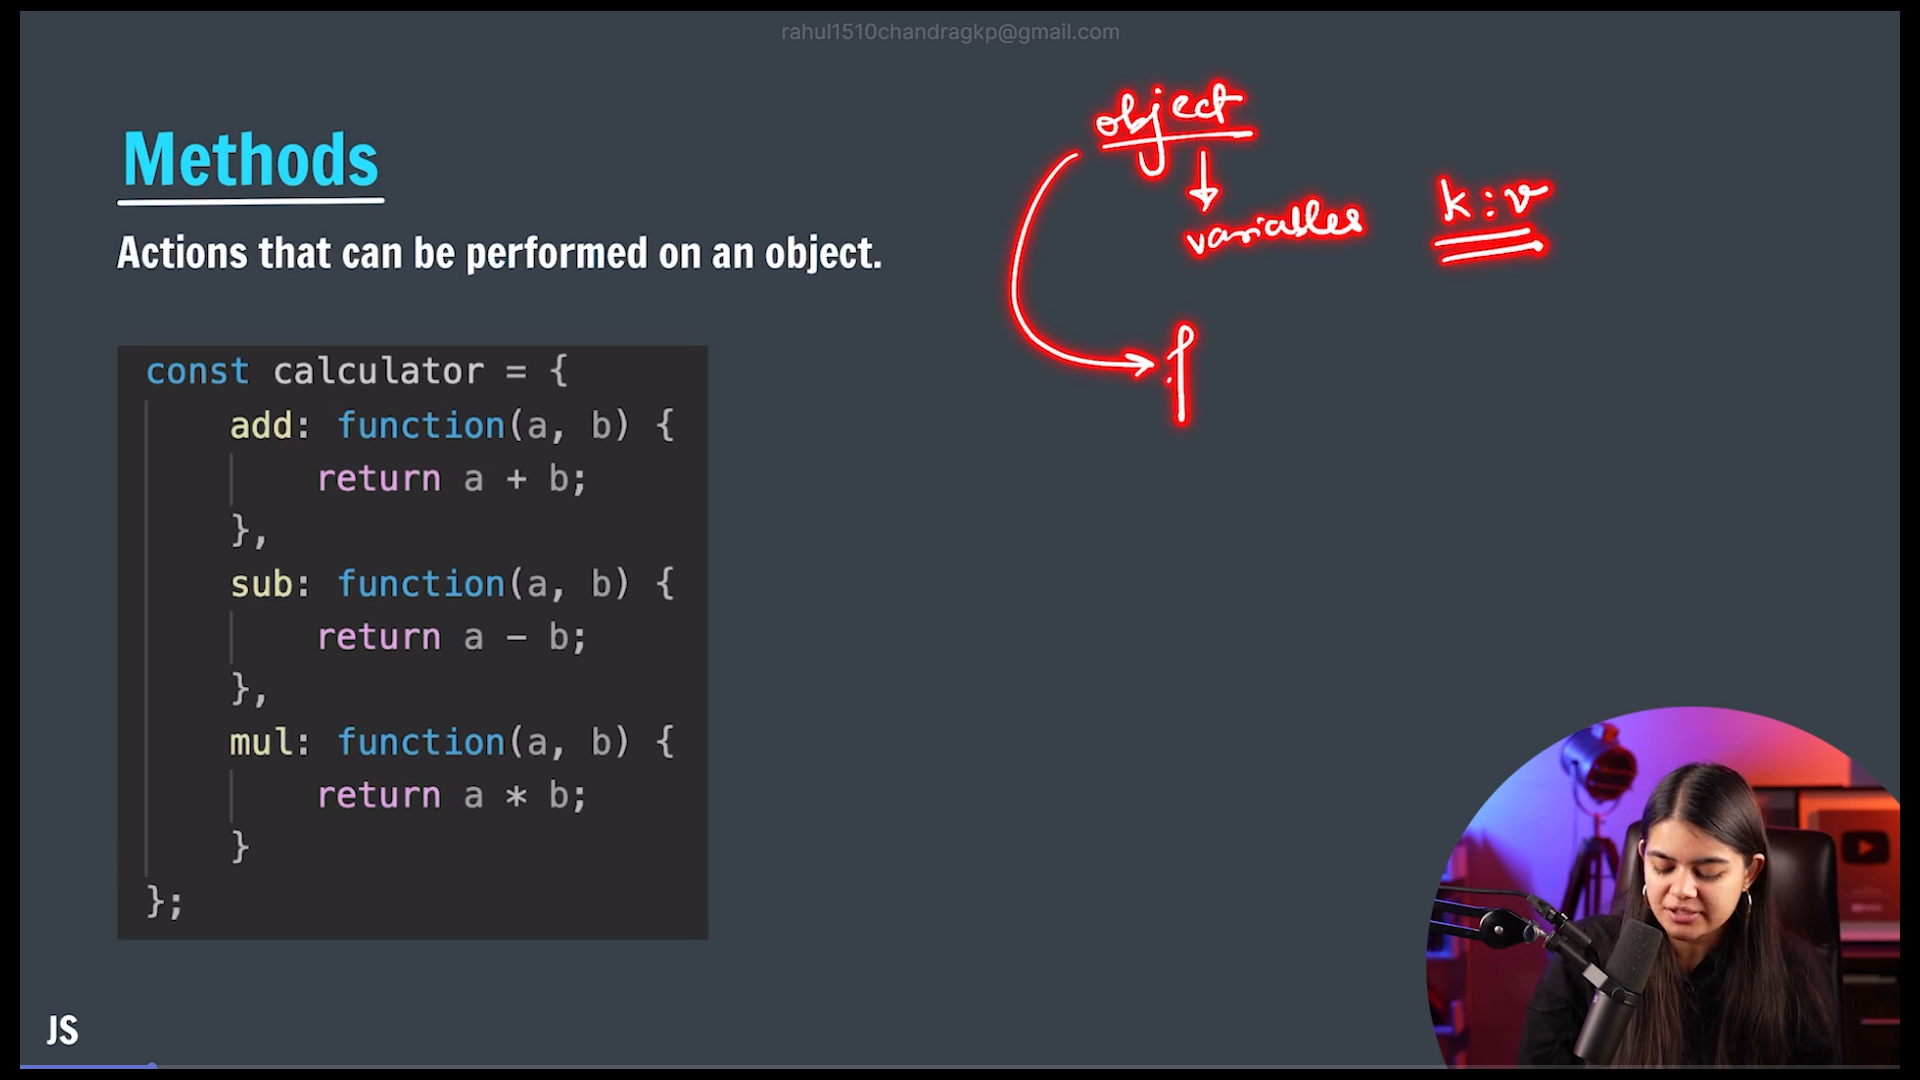 rahul1510chandragkp@gmail.com
Methods
Actions that can be performed on an object.
object
variables
k:v
f
const calculator = {
    add: function(a, b) {
        return a + b;
    },
    sub: function(a, b) {
        return a - b;
    },
    mul: function(a, b) {
        return a * b;
    }
};
JS